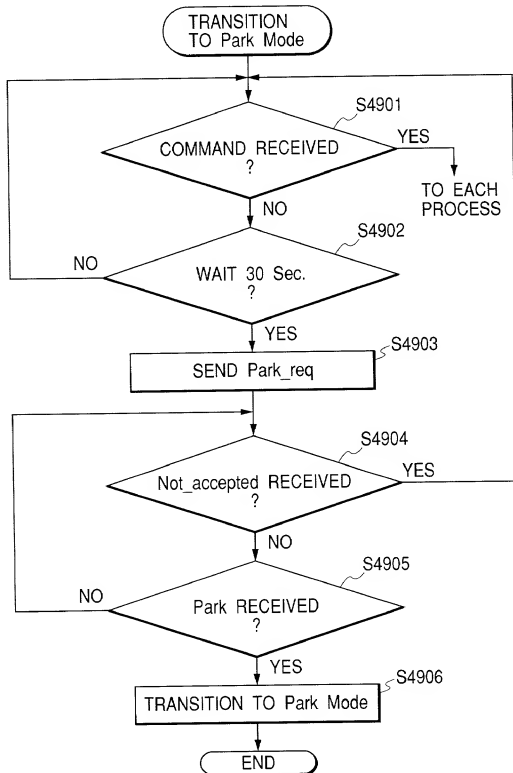 TRANSITION
TO Park Mode
S4901
COMMAND RECEIVED
?
YES
TO EACH
PROCESS
NO
S4902
WAIT 30 Sec.
?
NO
YES
S4903
SEND Park_req
S4904
Not_accepted RECEIVED
?
YES
NO
S4905
Park RECEIVED
?
NO
YES
S4906
TRANSITION TO Park Mode
END